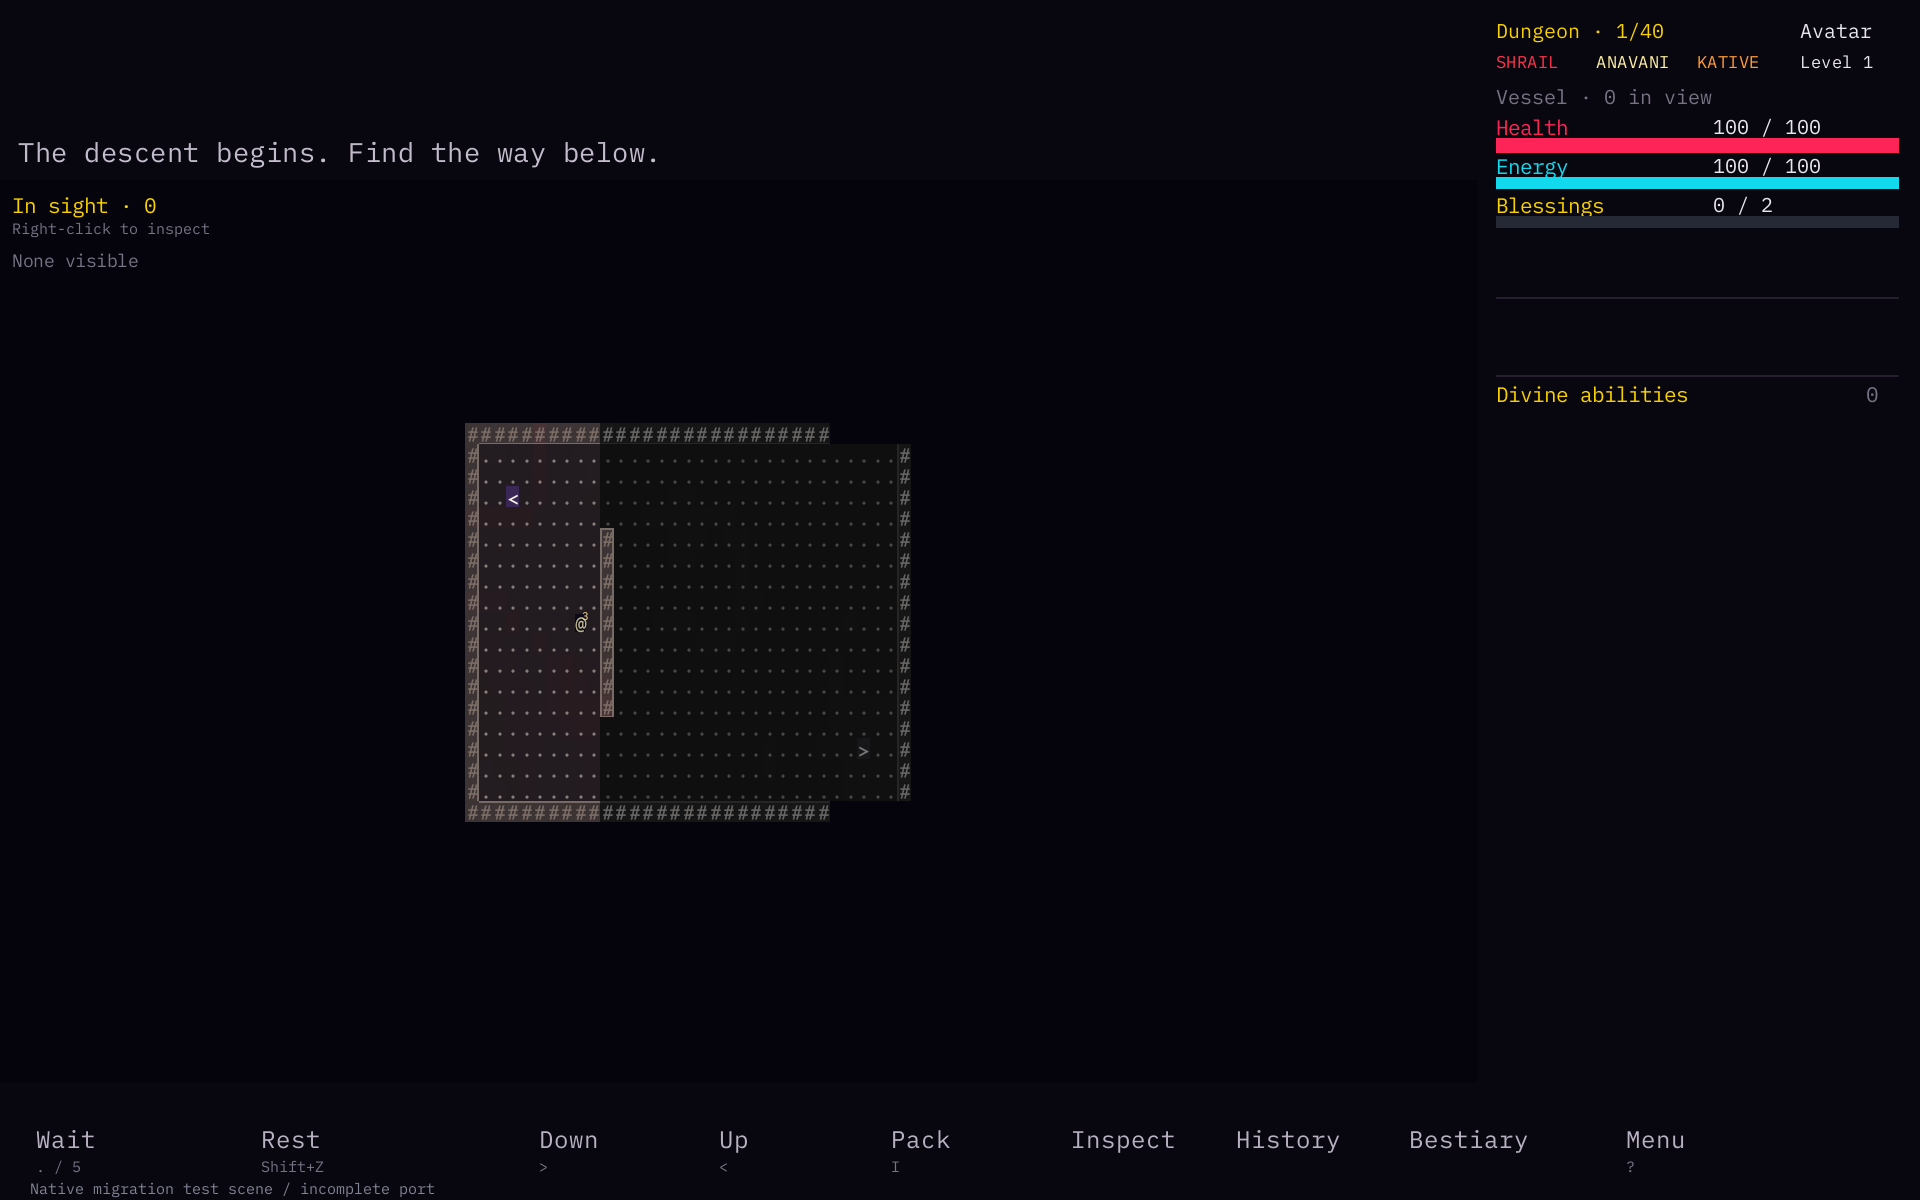 Dungeon · 1/40 Avatar
SHRAIL ANAVANI KATIVE Level 1
Vessel · 0 in view
Health 100 / 100
Energy 100 / 100
Blessings 0 / 2
Divine abilities 0
The descent begins. Find the way below.
In sight · 0
Right-click to inspect
None visible
##########################
#...............................#
#...............................#
#..<............................#
#...............................#
#.........#.....................#
#.........#.....................#
#.........#.....................#
#.........#.....................#
#.......@.#.....................#
#.........#.....................#
#.........#.....................#
#.........#.....................#
#.........#.....................#
#...............................#
#............................>..#
#...............................#
#...............................#
##########################
Wait Rest Down Up Pack Inspect History Bestiary Menu
. / 5 Shift+Z > < I ?
Native migration test scene / incomplete port